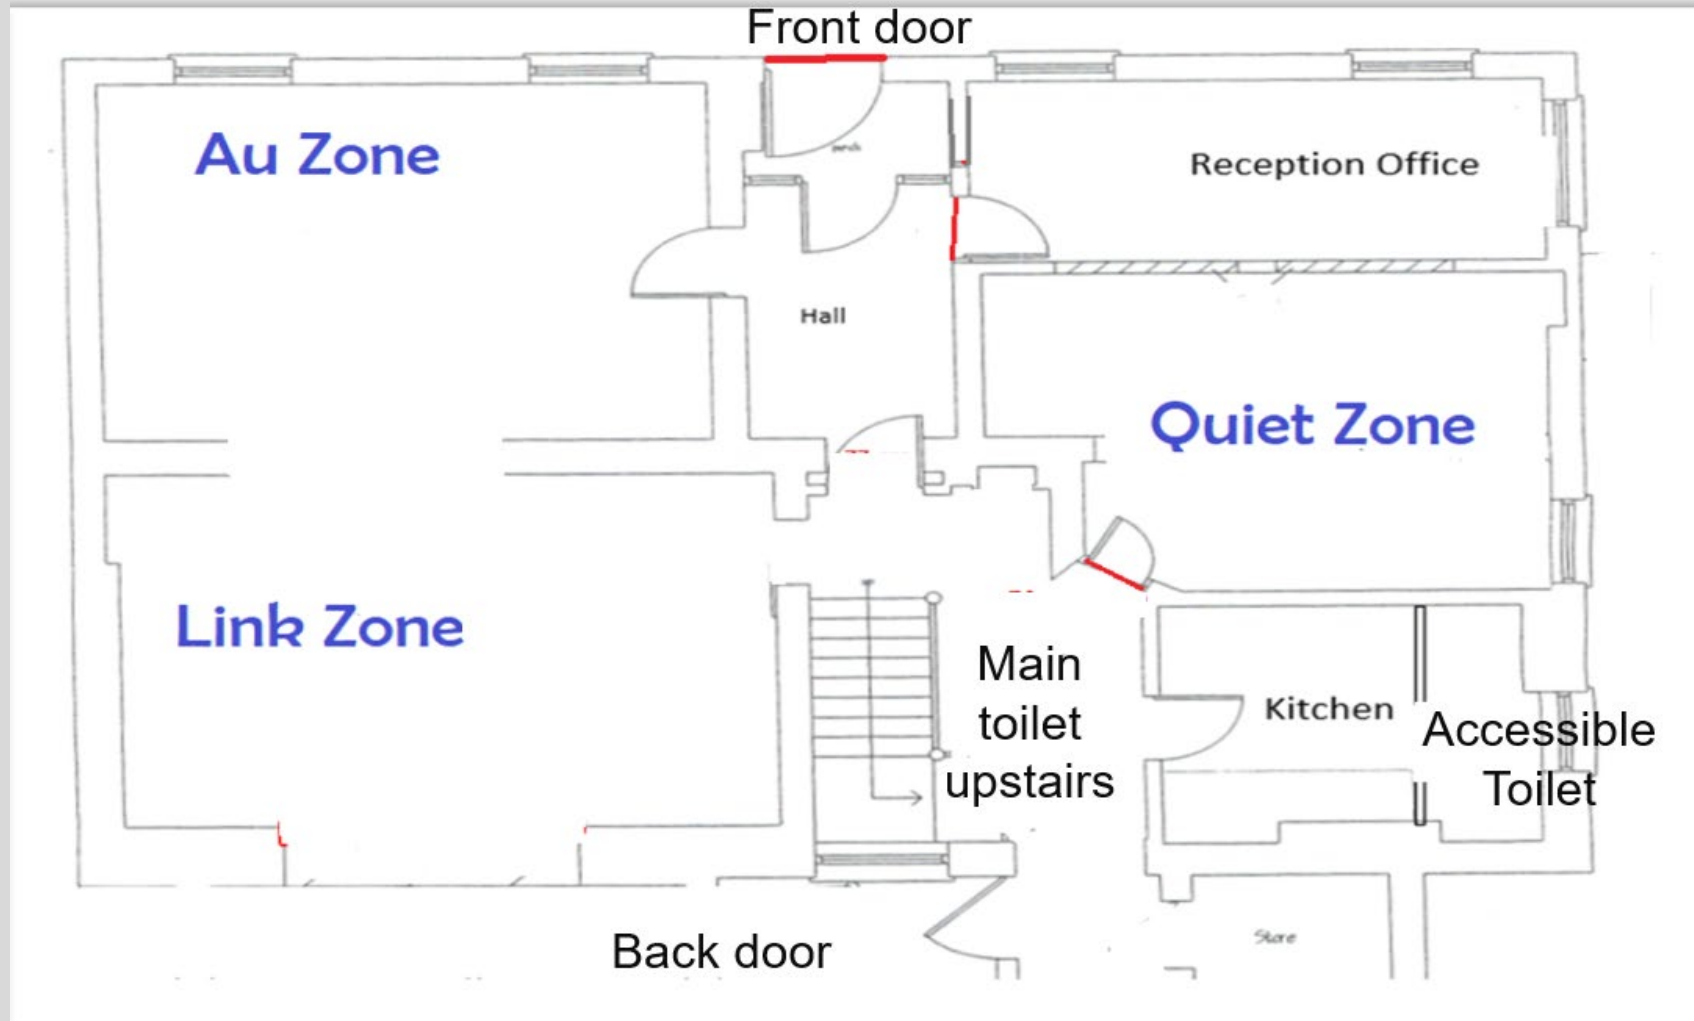 Front door
Au Zone
Reception Office
Hall
Quiet Zone
Link Zone
Main
toilet
upstairs
Kitchen
Accessible
Toilet
Back door
Store